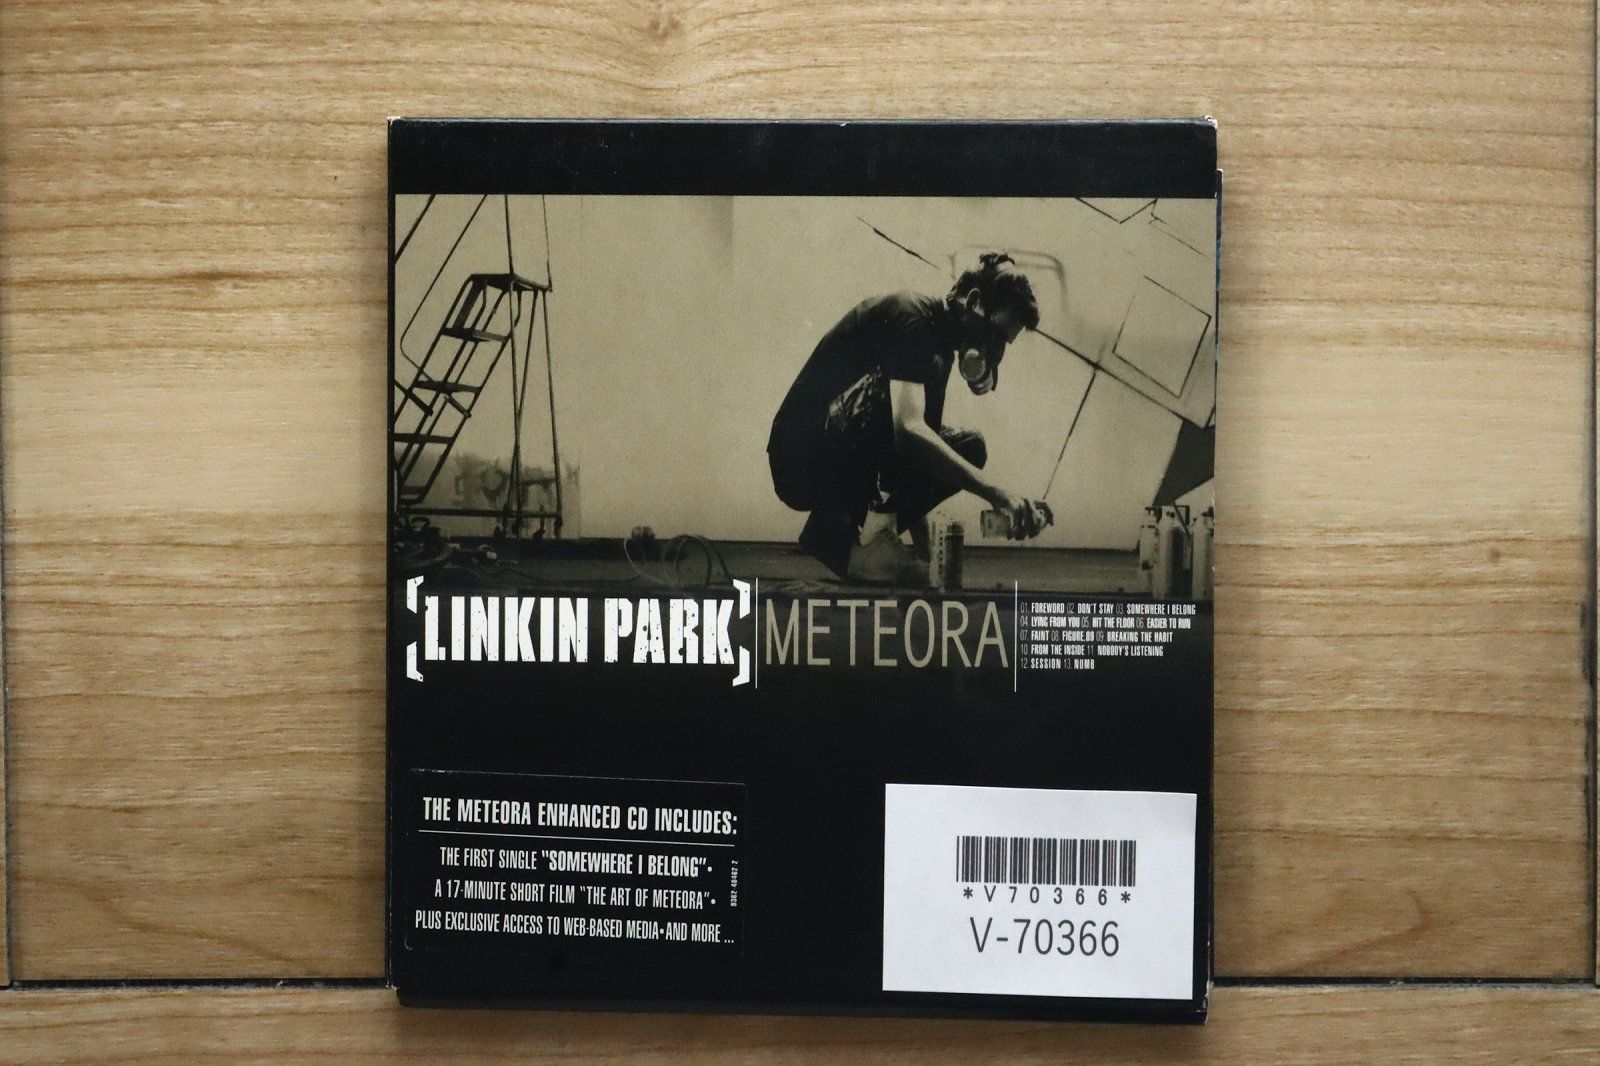 LINKIN PARK
METEORA
01. FOREWORD 02 DON'T STAY 03. SOMEWHERE I BELONG
04. LYING FROM YOU 05. HIT THE FLOOR 06. EASIER TO RUN
07. FAINT 08. FIGURE.09 09 BREAKING THE HABIT
10. FROM THE INSIDE 11. NOBODY'S LISTENING
12. SESSION 13. NUMB
THE METEORA ENHANCED CD INCLUDES:
THE FIRST SINGLE "SOMEWHERE I BELONG"•
A 17-MINUTE SHORT FILM "THE ART OF METEORA"•
PLUS EXCLUSIVE ACCESS TO WEB-BASED MEDIA•AND MORE ...
9362 48462-2
*V70366*
V-70366